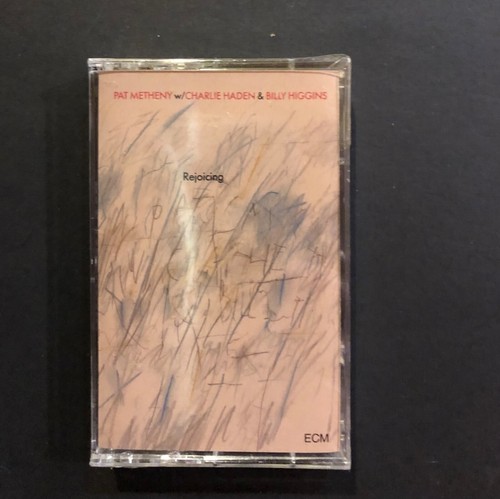 PAT METHENY w/CHARLIE HADEN & BILLY HIGGINS
Rejoicing
ECM